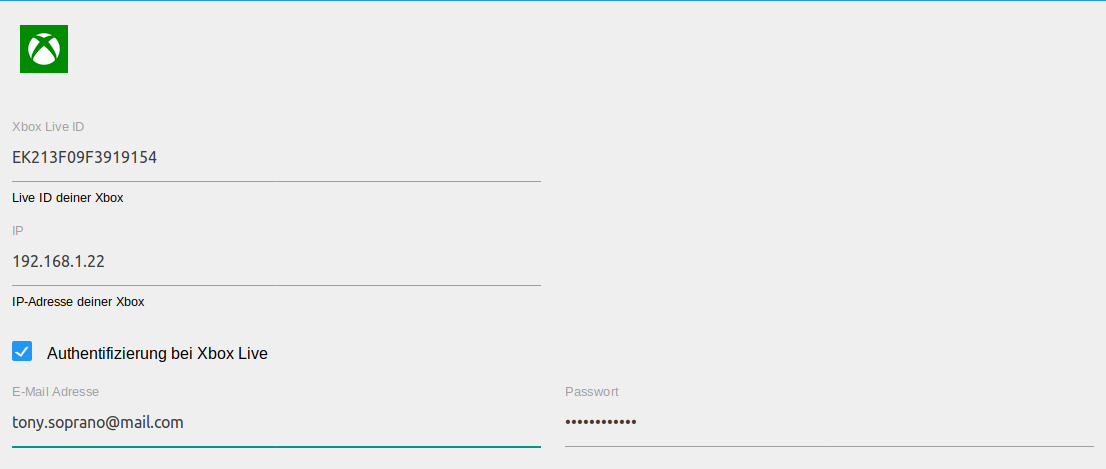 Xbox Live ID
EK213F09F3919154
Live ID deiner Xbox
IP
192.168.1.22
IP-Adresse deiner Xbox
Authentifizierung bei Xbox Live
E-Mail Adresse
Passwort
tony.soprano@mail.com
••••••••••••